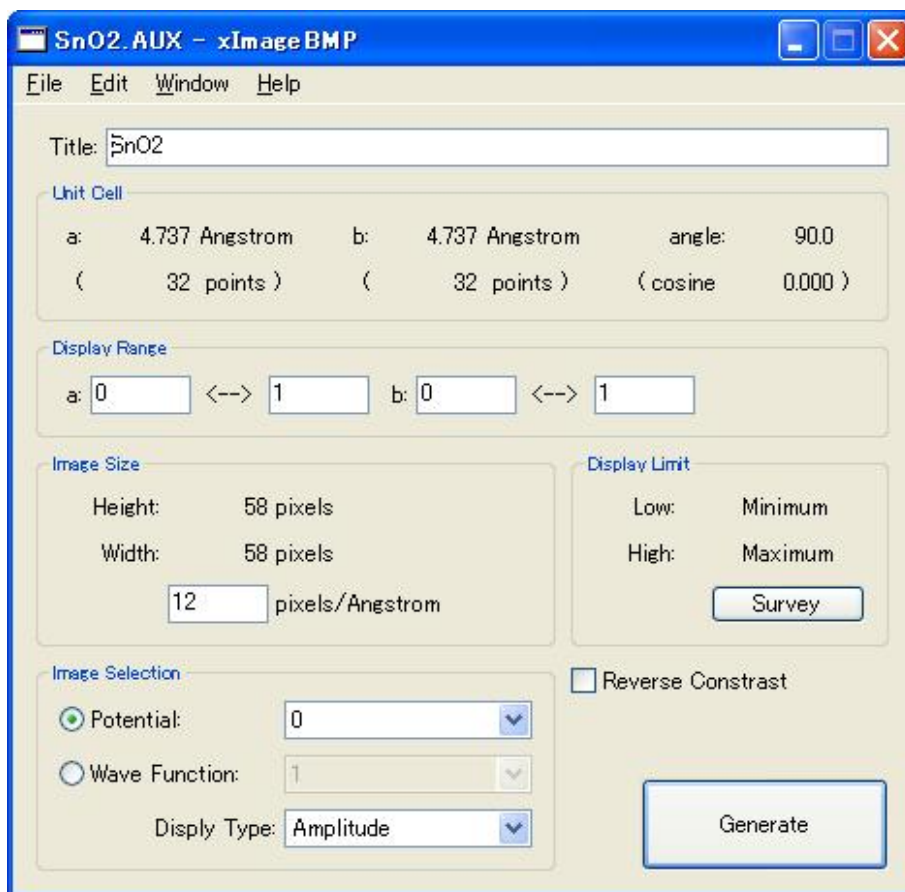 SnO2.AUX - xImageBMP
File Edit Window Help
Title: SnO2
Unit Cell
a: 4.737 Angstrom b: 4.737 Angstrom angle: 90.0
( 32 points ) ( 32 points ) ( cosine 0.000 )
Display Range
a: 0 <--> 1 b: 0 <--> 1
Image Size
Height: 58 pixels
Width: 58 pixels
12 pixels/Angstrom
Display Limit
Low: Minimum
High: Maximum
Survey
Image Selection
Potential: 0
Wave Function: 1
Disply Type: Amplitude
Reverse Constrast
Generate